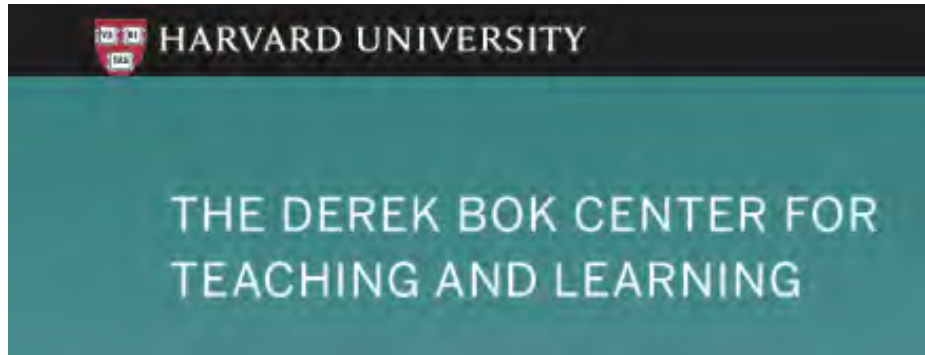 HARVARD UNIVERSITY
THE DEREK BOK CENTER FOR
TEACHING AND LEARNING